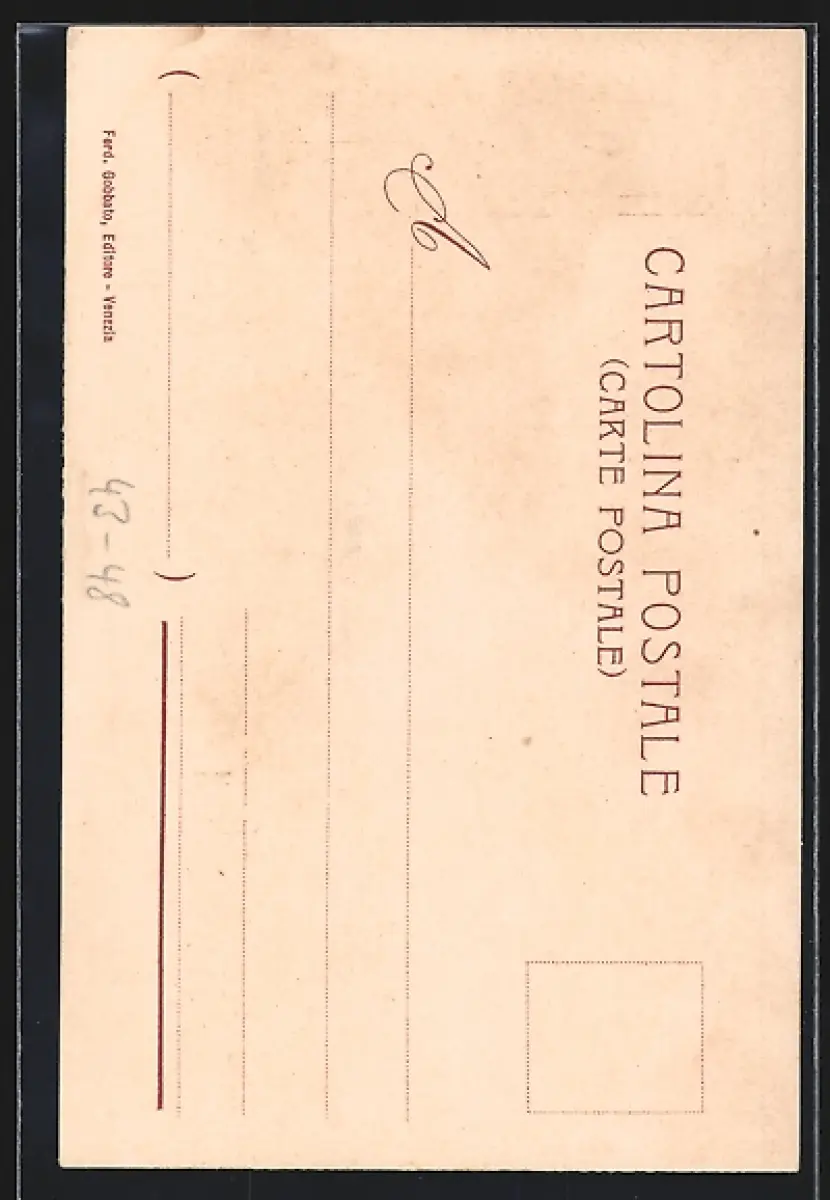 CARTOLINA POSTALE
(CARTE POSTALE)
A
(
)
Ferd. Gobbato, Editore - Venezia
43-48